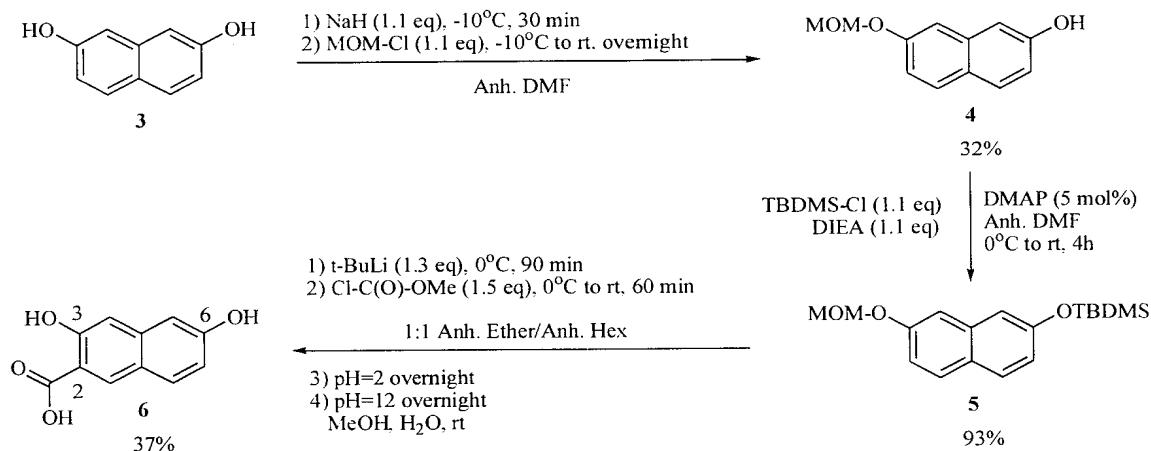 HO
OH
3
1) NaH (1.1 eq), -10°C, 30 min
2) MOM-Cl (1.1 eq), -10°C to rt. overnight
Anh. DMF
MOM-O
OH
4
32%
TBDMS-Cl (1.1 eq)
DIEA (1.1 eq)
DMAP (5 mol%)
Anh. DMF
0°C to rt, 4h
MOM-O
OTBDMS
5
93%
1) t-BuLi (1.3 eq), 0°C, 90 min
2) Cl-C(O)-OMe (1.5 eq), 0°C to rt, 60 min
1:1 Anh. Ether/Anh. Hex
3) pH=2 overnight
4) pH=12 overnight
MeOH, H2O, rt
HO
3
6
OH
O
2
OH
6
37%